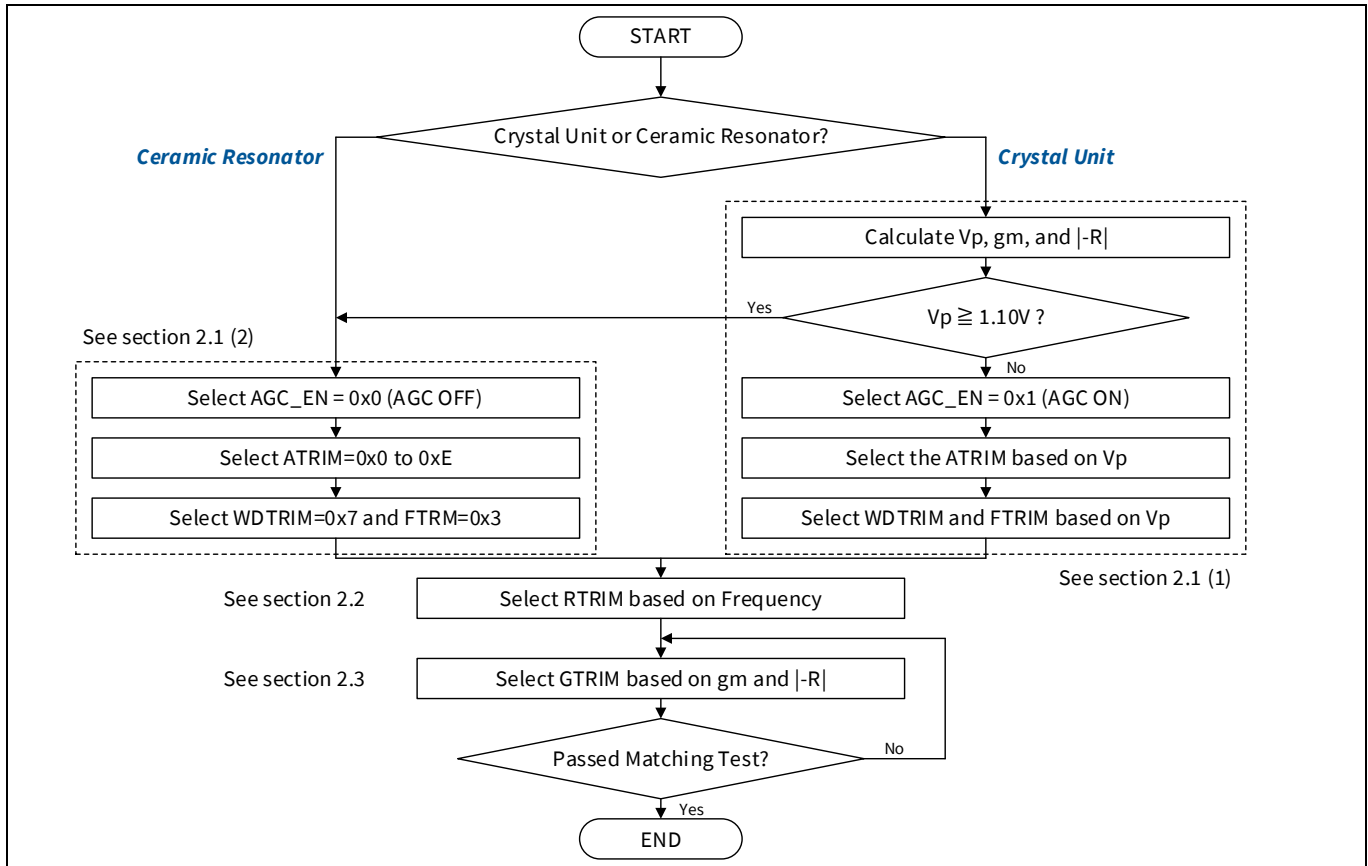 START
Crystal Unit or Ceramic Resonator?
Ceramic Resonator
Crystal Unit
Calculate Vp, gm, and |-R|
Yes
Vp ≧ 1.10V ?
See section 2.1 (2)
No
Select AGC_EN = 0x0 (AGC OFF)
Select AGC_EN = 0x1 (AGC ON)
Select ATRIM=0x0 to 0xE
Select the ATRIM based on Vp
Select WDTRIM=0x7 and FTRM=0x3
Select WDTRIM and FTRIM based on Vp
See section 2.1 (1)
See section 2.2
Select RTRIM based on Frequency
See section 2.3
Select GTRIM based on gm and |-R|
Passed Matching Test?
No
Yes
END